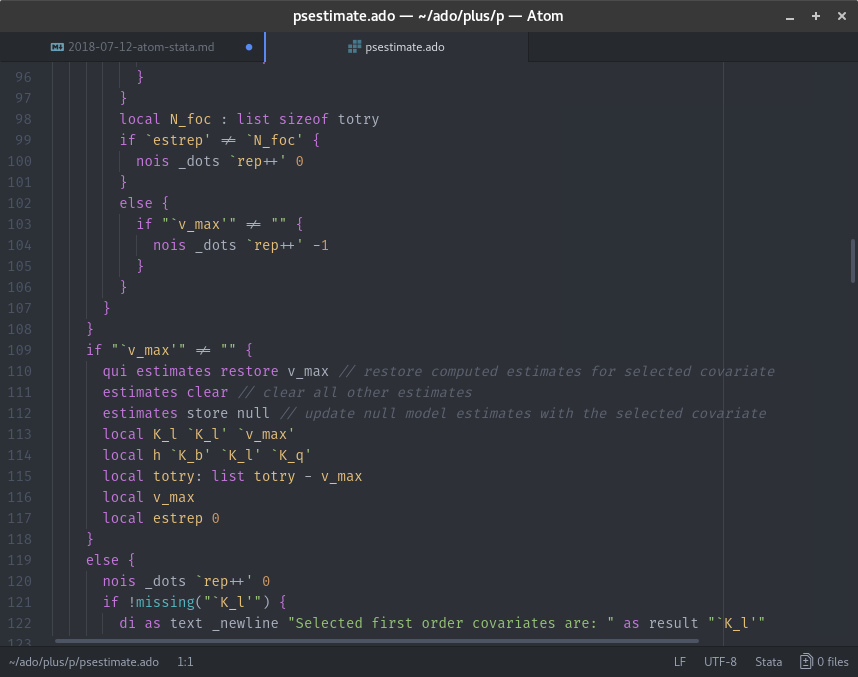 psestimate.ado — ~/ado/plus/p — Atom
2018-07-12-atom-stata.md
psestimate.ado
96 }
97 }
98 local N_foc : list sizeof totry
99 if `estrep' != `N_foc' {
100 nois _dots `rep++' 0
101 }
102 else {
103 if "`v_max'" != "" {
104 nois _dots `rep++' -1
105 }
106 }
107 }
108 }
109 if "`v_max'" != "" {
110 qui estimates restore v_max // restore computed estimates for selected covariate
111 estimates clear // clear all other estimates
112 estimates store null // update null model estimates with the selected covariate
113 local K_l `K_l' `v_max'
114 local h `K_b' `K_l' `K_q'
115 local totry: list totry - v_max
116 local v_max
117 local estrep 0
118 }
119 else {
120 nois _dots `rep++' 0
121 if !missing("`K_l'") {
122 di as text _newline "Selected first order covariates are: " as result "`K_l'"
123
~/ado/plus/p/psestimate.ado 1:1 LF UTF-8 Stata 0 files